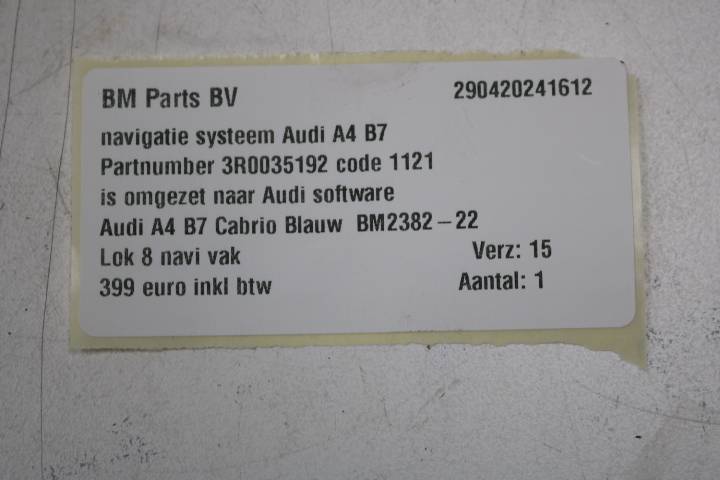 BM Parts BV 290420241612
navigatie systeem Audi A4 B7
Partnumber 3R0035192 code 1121
is omgezet naar Audi software
Audi A4 B7 Cabrio Blauw BM2382-22
Lok 8 navi vak Verz: 15
399 euro inkl btw Aantal: 1